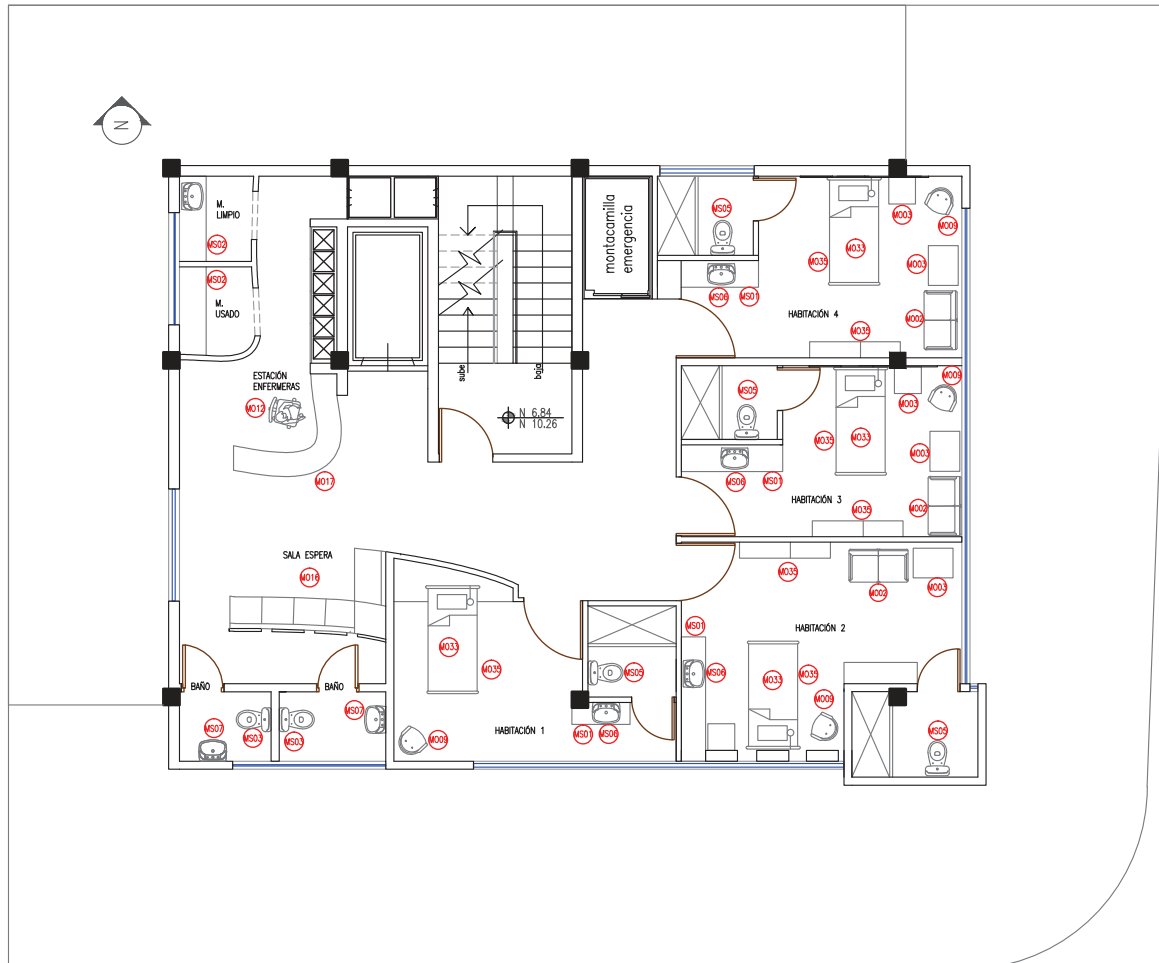 N
M.
LIMPIO
MS02
MS02
M.
USADO
ESTACIÓN
ENFERMERAS
MO12
MO17
SALA ESPERA
MO16
BAÑO
BAÑO
MS07
MS03
MS03
MS07
sube
baja
N 6.84
N 10.26
montacamilla
emergencia
MS05
MO03
MO09
MO33
MO35
MO03
MS06
MS01
HABITACIÓN 4
MO02
MO35
MS05
MO09
MO03
MO35
MO33
MO03
MS06
MS01
HABITACIÓN 3
MO02
MO35
MO35
MO02
MO03
MS01
HABITACIÓN 2
MS06
MO33
MO35
MO09
MS05
MO33
MO35
MS05
MO09
HABITACIÓN 1
MS01
MS06